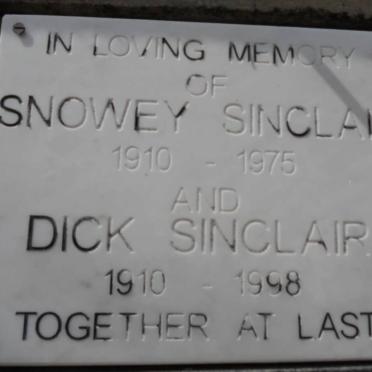 IN LOVING MEMORY
OF
SNOWEY SINCLAI
1910 - 1975
AND
DICK SINCLAIR
1910 - 1998
TOGETHER AT LAST